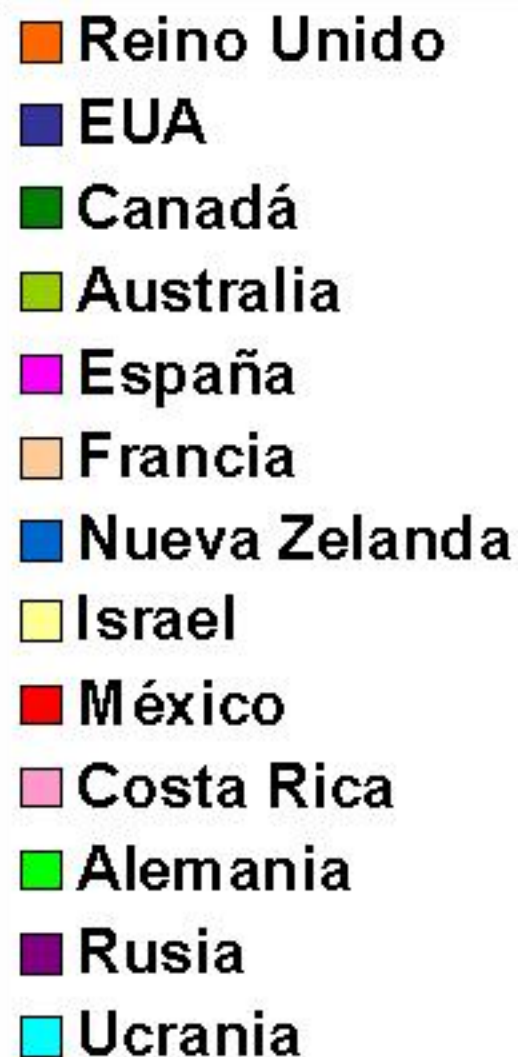 Reino Unido
EUA
Canadá
Australia
España
Francia
Nueva Zelanda
Israel
México
Costa Rica
Alemania
Rusia
Ucrania